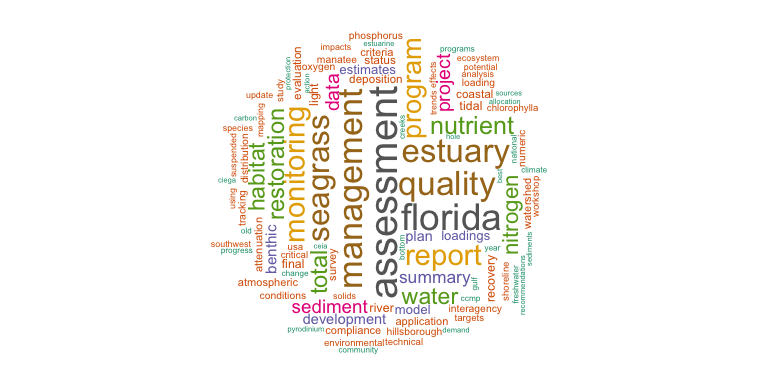 phosphorus
estuarine
impacts
criteria
programs
manatee
status
ecosystem
oxygen
estimates
potential
protection
action
evaluation
deposition
program
project
effects
analysis
loading
study
light
data
trends
coastal
sources
update
allocation
tidal
chlorophylla
carbon
mapping
restoration
monitoring
seagrass
management
assessment
creeks
nutrient
species
hole
national
numeric
suspended
distribution
habitat
estuary
climate
clega
quality
best
nitrogen
watershed
workshop
using
tracking
florida
old
southwest
progress
attenuation
benthic
usa
ceia
bottom
plan
loadings
year
critical
final
change
total
survey
report
sediments
atmospheric
summary
gulf
recovery
shoreline
freshwater
recommendations
conditions
solids
water
ccmp
sediment
river
model
interagency
development
application
targets
pyrodinium
compliance
hillsborough
demand
environmental
technical
community